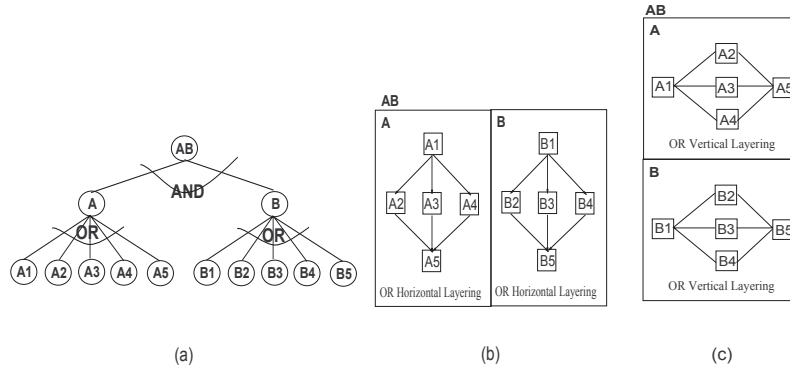 AB
AND
A
B
OR
OR
A1 A2 A3 A4 A5
B1 B2 B3 B4 B5
(a)
AB
A
A1
A2 A3 A4
A5
OR Horizontal Layering
B
B1
B2 B3 B4
B5
OR Horizontal Layering
(b)
AB
A
A2
A1 A3 A5
A4
OR Vertical Layering
B
B2
B1 B3 B5
B4
OR Vertical Layering
(c)